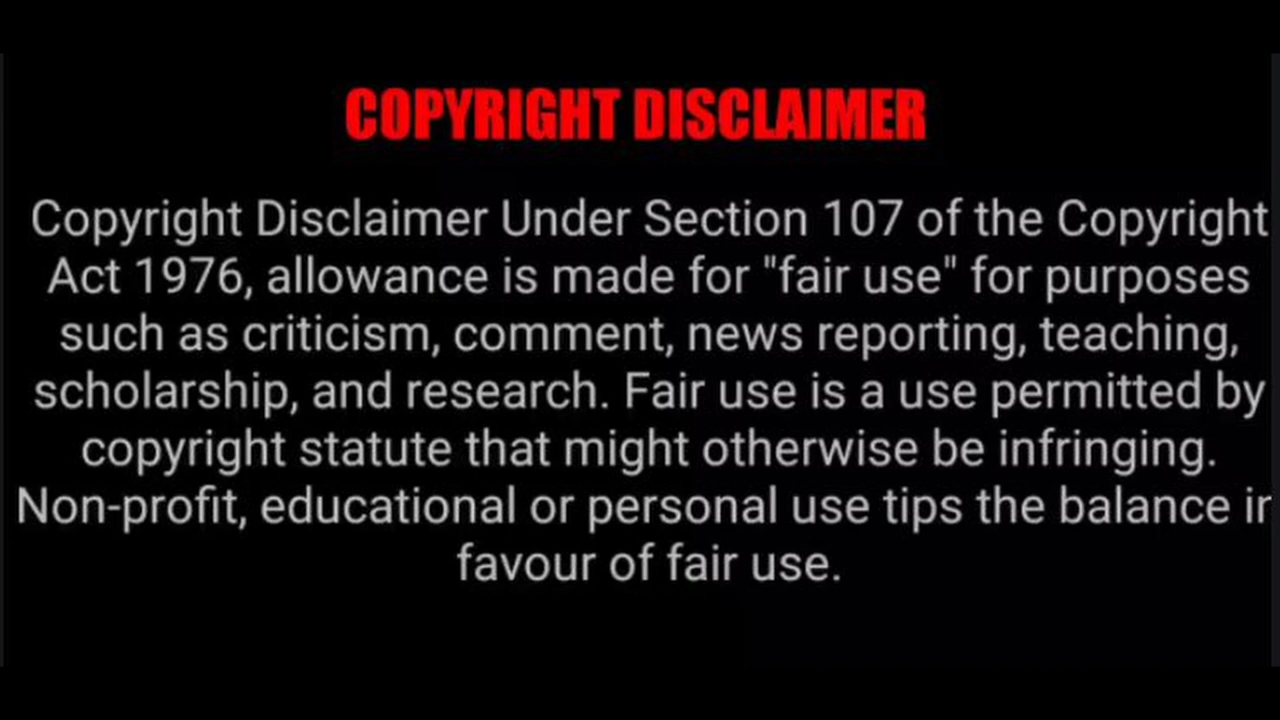 COPYRIGHT DISCLAIMER
Copyright Disclaimer Under Section 107 of the Copyright
Act 1976, allowance is made for "fair use" for purposes
such as criticism, comment, news reporting, teaching,
scholarship, and research. Fair use is a use permitted by
copyright statute that might otherwise be infringing.
Non-profit, educational or personal use tips the balance in
favour of fair use.